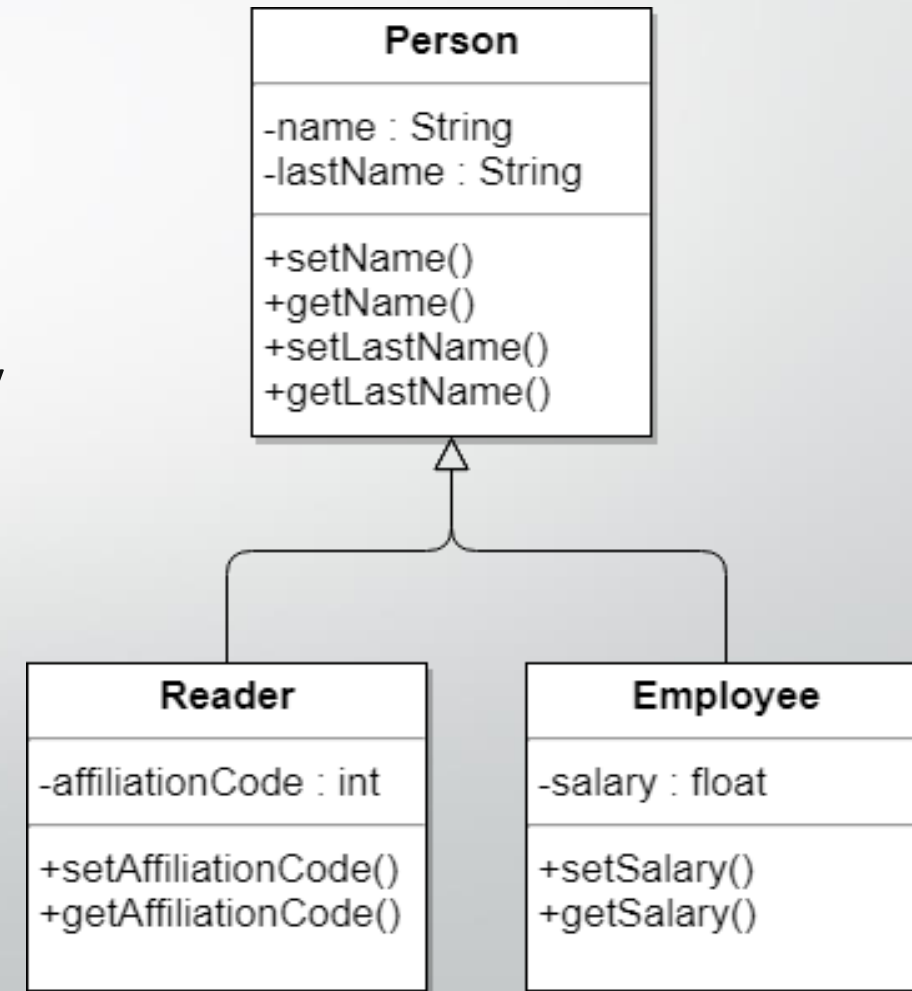 Person
-name : String
-lastName : String
+setName()
+getName()
+setLastName()
+getLastName()
Reader
-affiliationCode : int
+setAffiliationCode()
+getAffiliationCode()
Employee
-salary : float
+setSalary()
+getSalary()